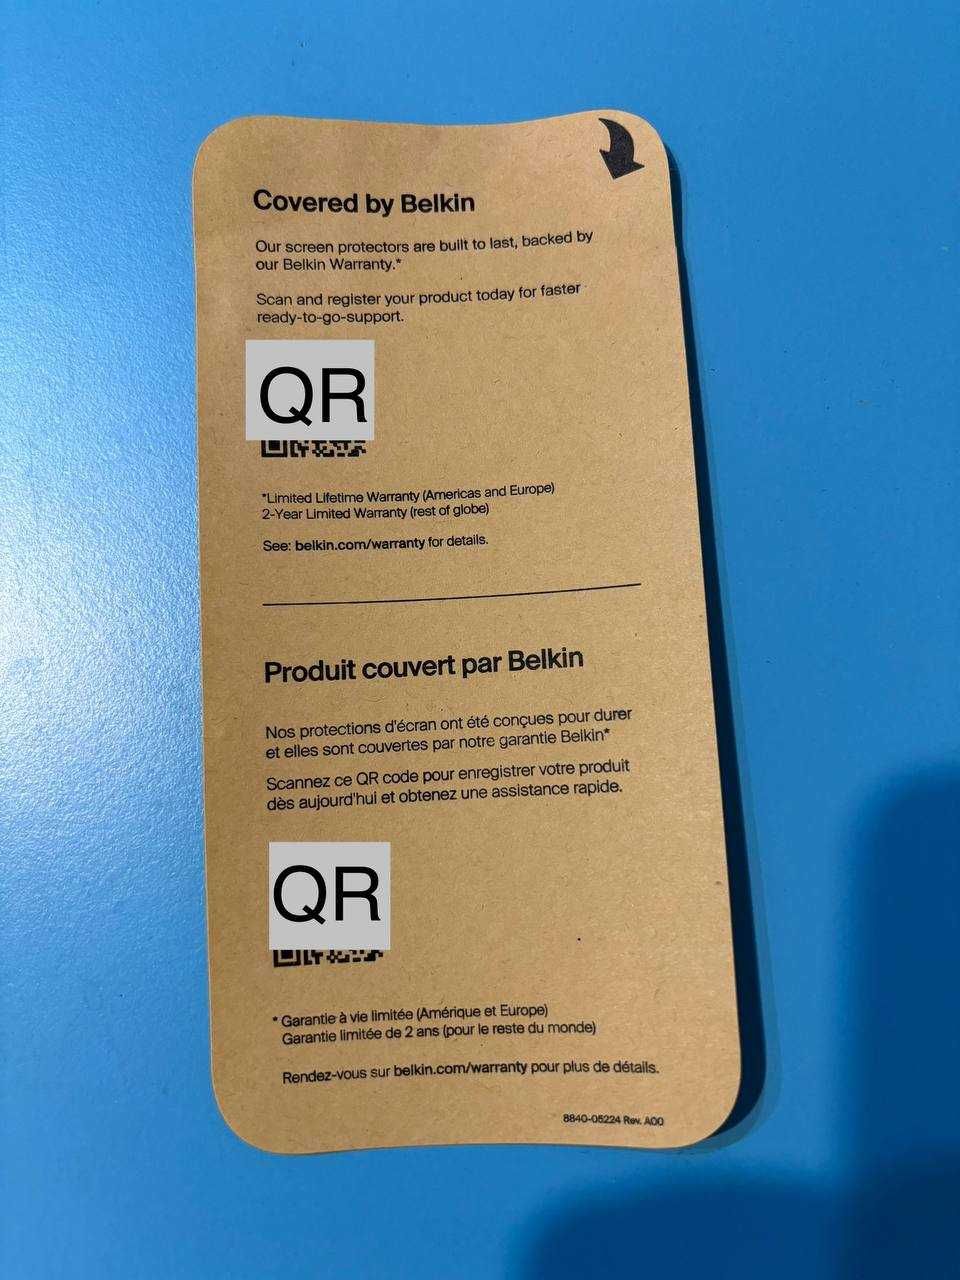 Covered by Belkin
Our screen protectors are built to last, backed by
our Belkin Warranty.*
Scan and register your product today for faster
ready-to-go-support.
QR
*Limited Lifetime Warranty (Americas and Europe)
2-Year Limited Warranty (rest of globe)
See: belkin.com/warranty for details.
Produit couvert par Belkin
Nos protections d'écran ont été conçues pour durer
et elles sont couvertes par notre garantie Belkin*
Scannez ce QR code pour enregistrer votre produit
dès aujourd'hui et obtenez une assistance rapide.
QR
* Garantie à vie limitée (Amérique et Europe)
Garantie limitée de 2 ans (pour le reste du monde)
Rendez-vous sur belkin.com/warranty pour plus de détails.
8840-05224 Rev. A00